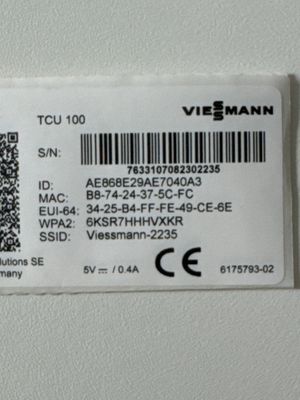 TCU 100
VIESSMANN
S/N:
7633107082302235
ID: AE868E29AE7040A3
MAC: B8-74-24-37-5C-FC
EUI-64: 34-25-B4-FF-FE-49-CE-6E
WPA2: 6KSR7HHHVXKR
SSID: Viessmann-2235
lutions SE
ermany
5V⎓ / 0.4A
CE
6175793-02